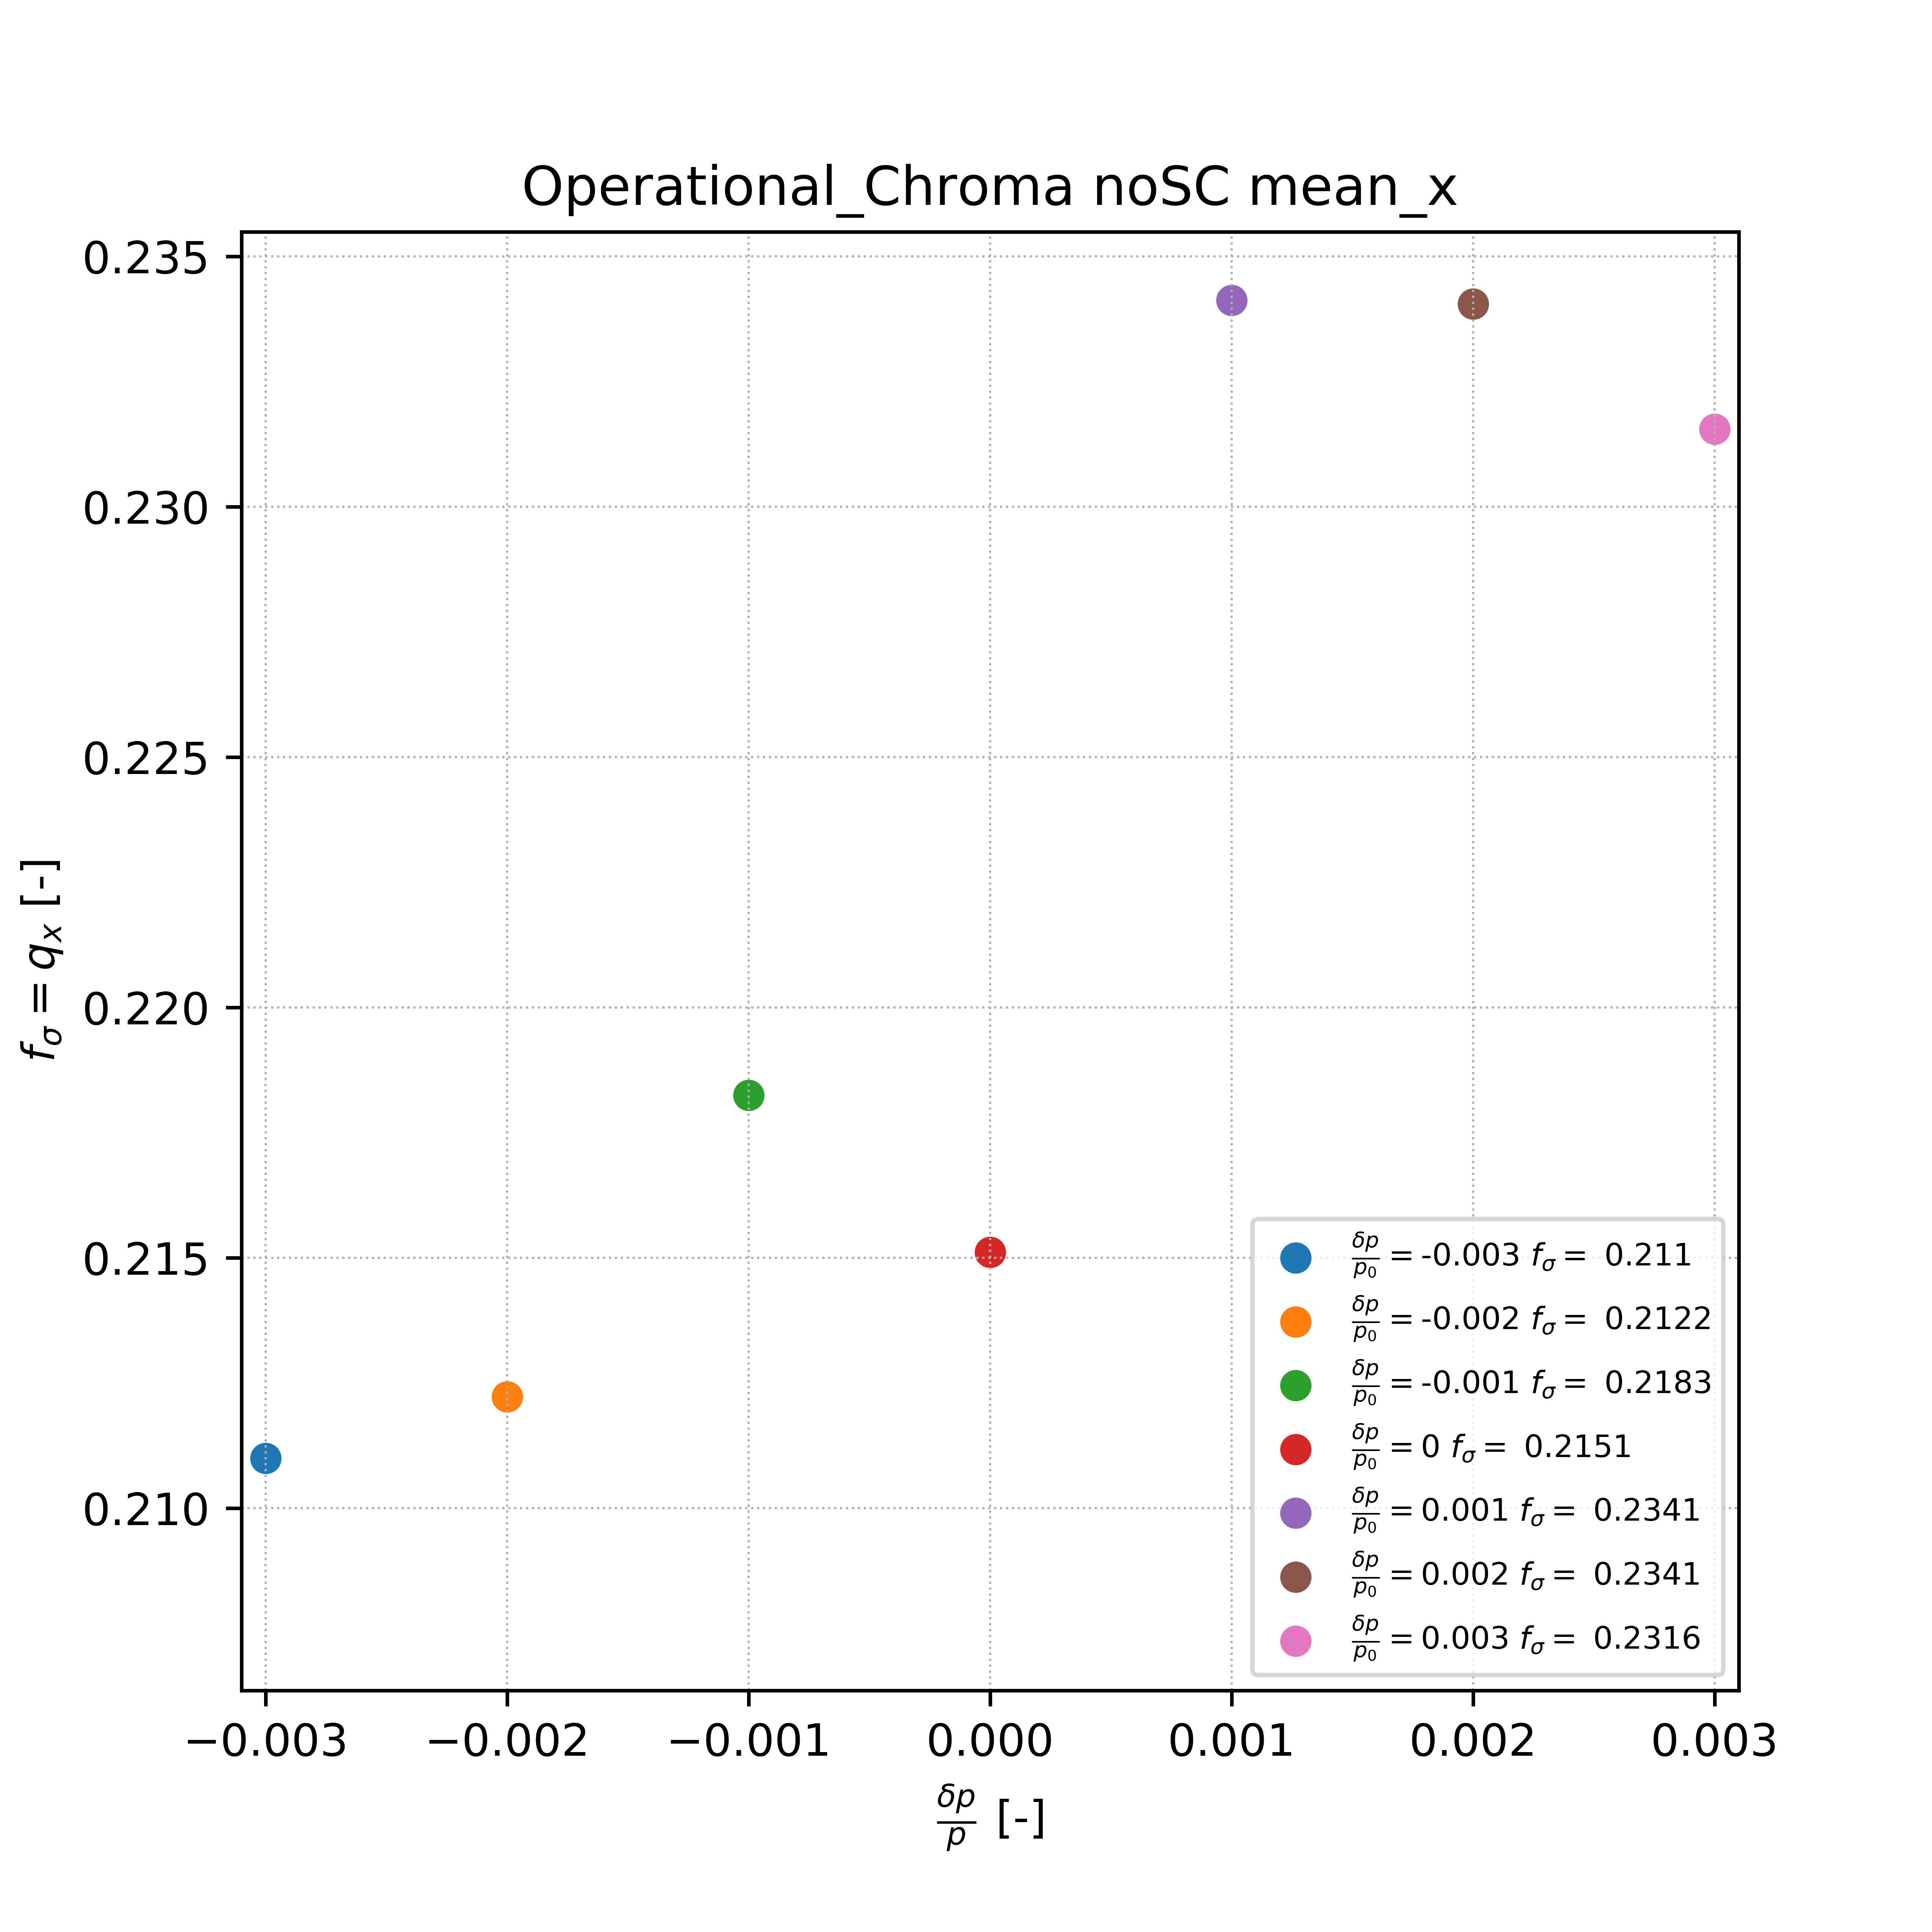 Operational_Chroma noSC mean_x
0.235
0.230
0.225
0.220
0.215
0.210
f_σ = q_x [-]
−0.003 −0.002 −0.001 0.000 0.001 0.002 0.003
δp/p [-]
δp/p₀ = -0.003 f_σ = 0.211
δp/p₀ = -0.002 f_σ = 0.2122
δp/p₀ = -0.001 f_σ = 0.2183
δp/p₀ = 0 f_σ = 0.2151
δp/p₀ = 0.001 f_σ = 0.2341
δp/p₀ = 0.002 f_σ = 0.2341
δp/p₀ = 0.003 f_σ = 0.2316